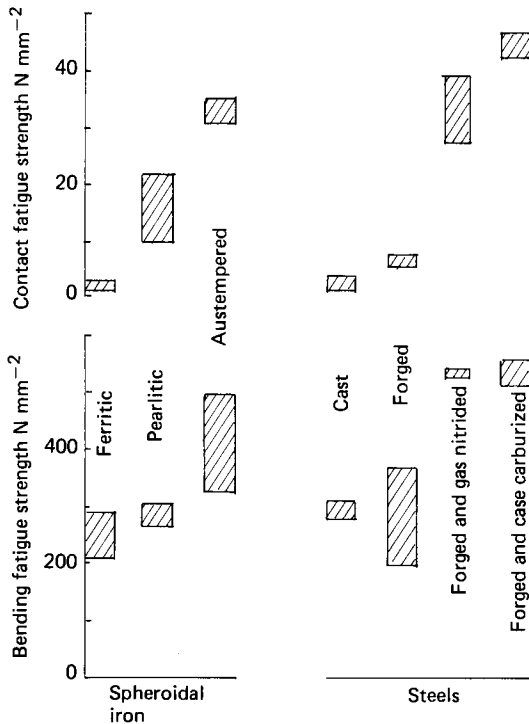 Contact fatigue strength N mm⁻²
40
20
0
Bending fatigue strength N mm⁻²
400
200
0
Ferritic
Pearlitic
Austempered
Cast
Forged
Forged and gas nitrided
Forged and case carburized
Spheroidal
iron
Steels